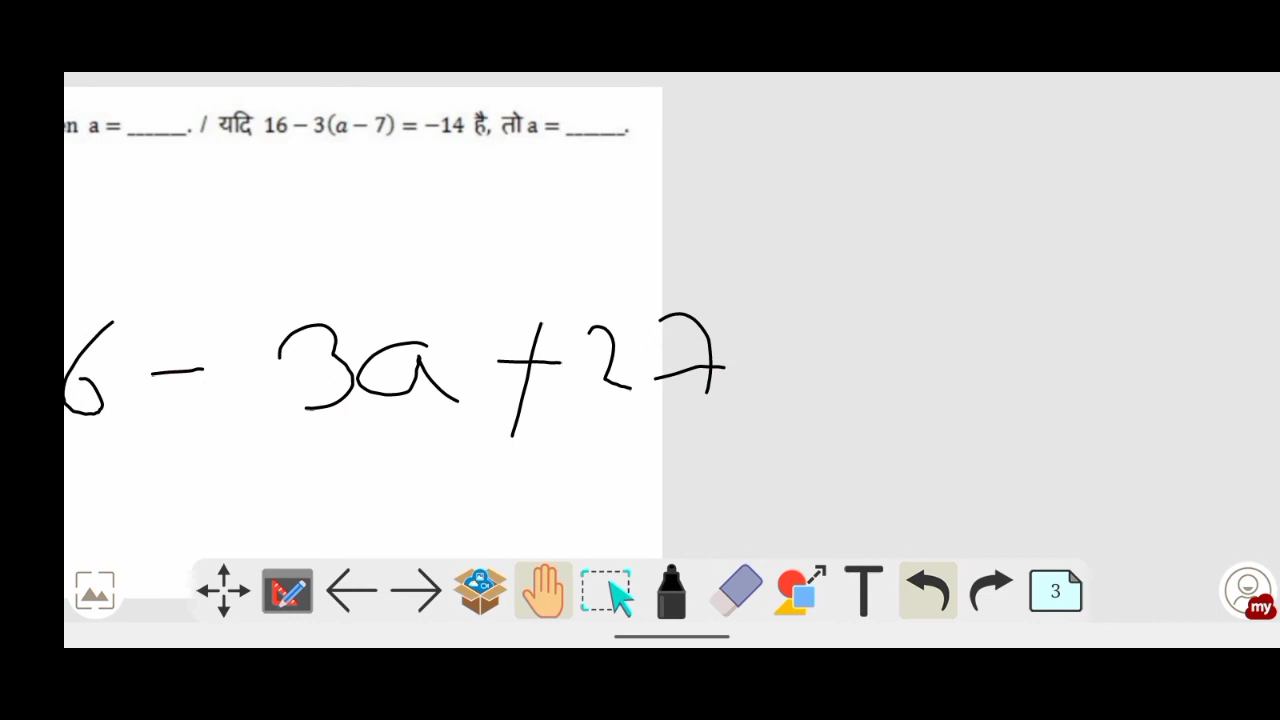 n a = ______. / यदि 16 – 3(a – 7) = –14 है, तो a = ______.
6 - 3a + 27
T
3
my